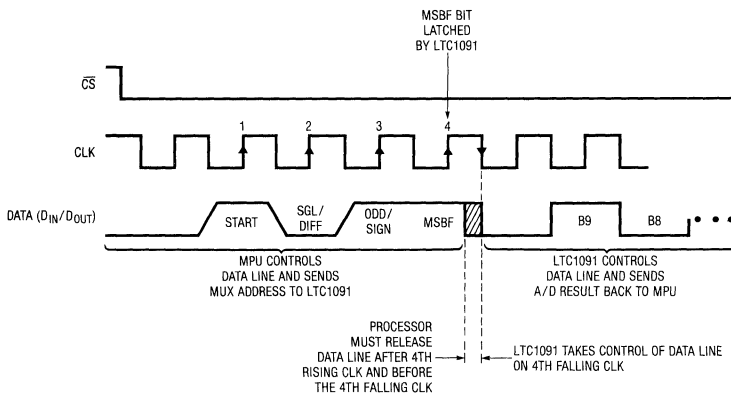 MSBF BIT
LATCHED
BY LTC1091
CS
1 2 3 4
CLK
DATA (DIN/DOUT)
START
SGL/
DIFF
ODD/
SIGN
MSBF
B9
B8
• • •
MPU CONTROLS
DATA LINE AND SENDS
MUX ADDRESS TO LTC1091
LTC1091 CONTROLS
DATA LINE AND SENDS
A/D RESULT BACK TO MPU
PROCESSOR
MUST RELEASE
DATA LINE AFTER 4TH
RISING CLK AND BEFORE
THE 4TH FALLING CLK
LTC1091 TAKES CONTROL OF DATA LINE
ON 4TH FALLING CLK